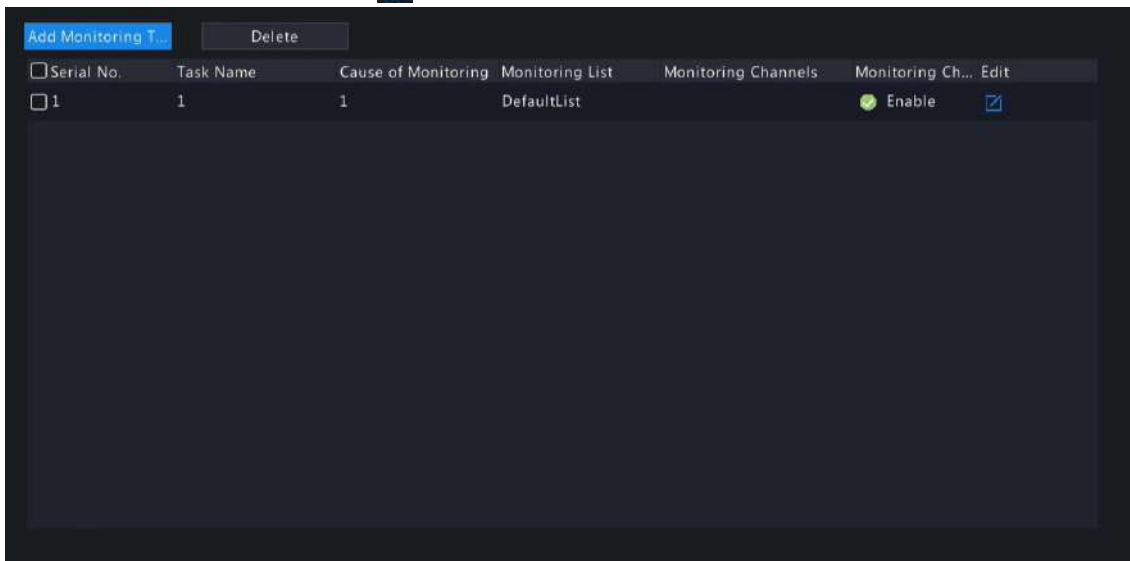 Add Monitoring T... Delete
Serial No. Task Name Cause of Monitoring Monitoring List Monitoring Channels Monitoring Ch... Edit
1 1 1 DefaultList Enable